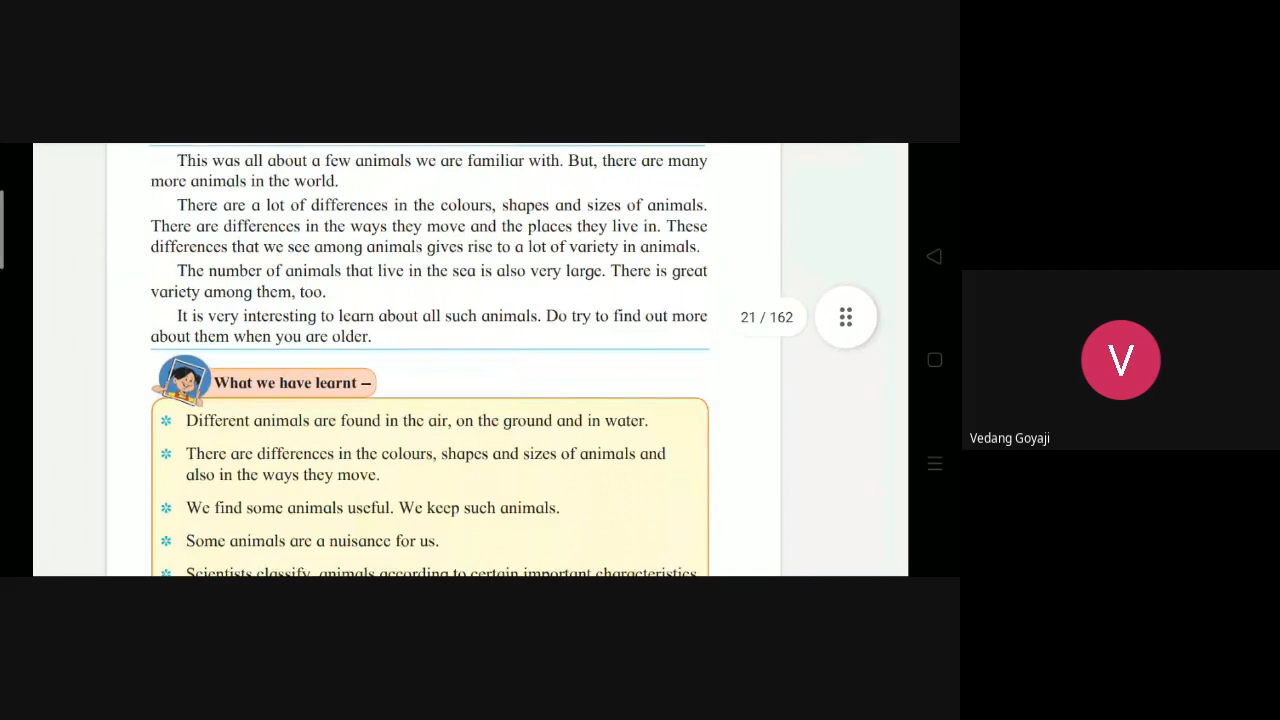 This was all about a few animals we are familiar with. But, there are many
more animals in the world.
There are a lot of differences in the colours, shapes and sizes of animals.
There are differences in the ways they move and the places they live in. These
differences that we see among animals gives rise to a lot of variety in animals.
The number of animals that live in the sea is also very large. There is great
variety among them, too.
It is very interesting to learn about all such animals. Do try to find out more
about them when you are older.
21 / 162
What we have learnt –
Different animals are found in the air, on the ground and in water.
There are differences in the colours, shapes and sizes of animals and
also in the ways they move.
We find some animals useful. We keep such animals.
Some animals are a nuisance for us.
Scientists classify animals according to certain important characteristics
V
Vedang Goyaji